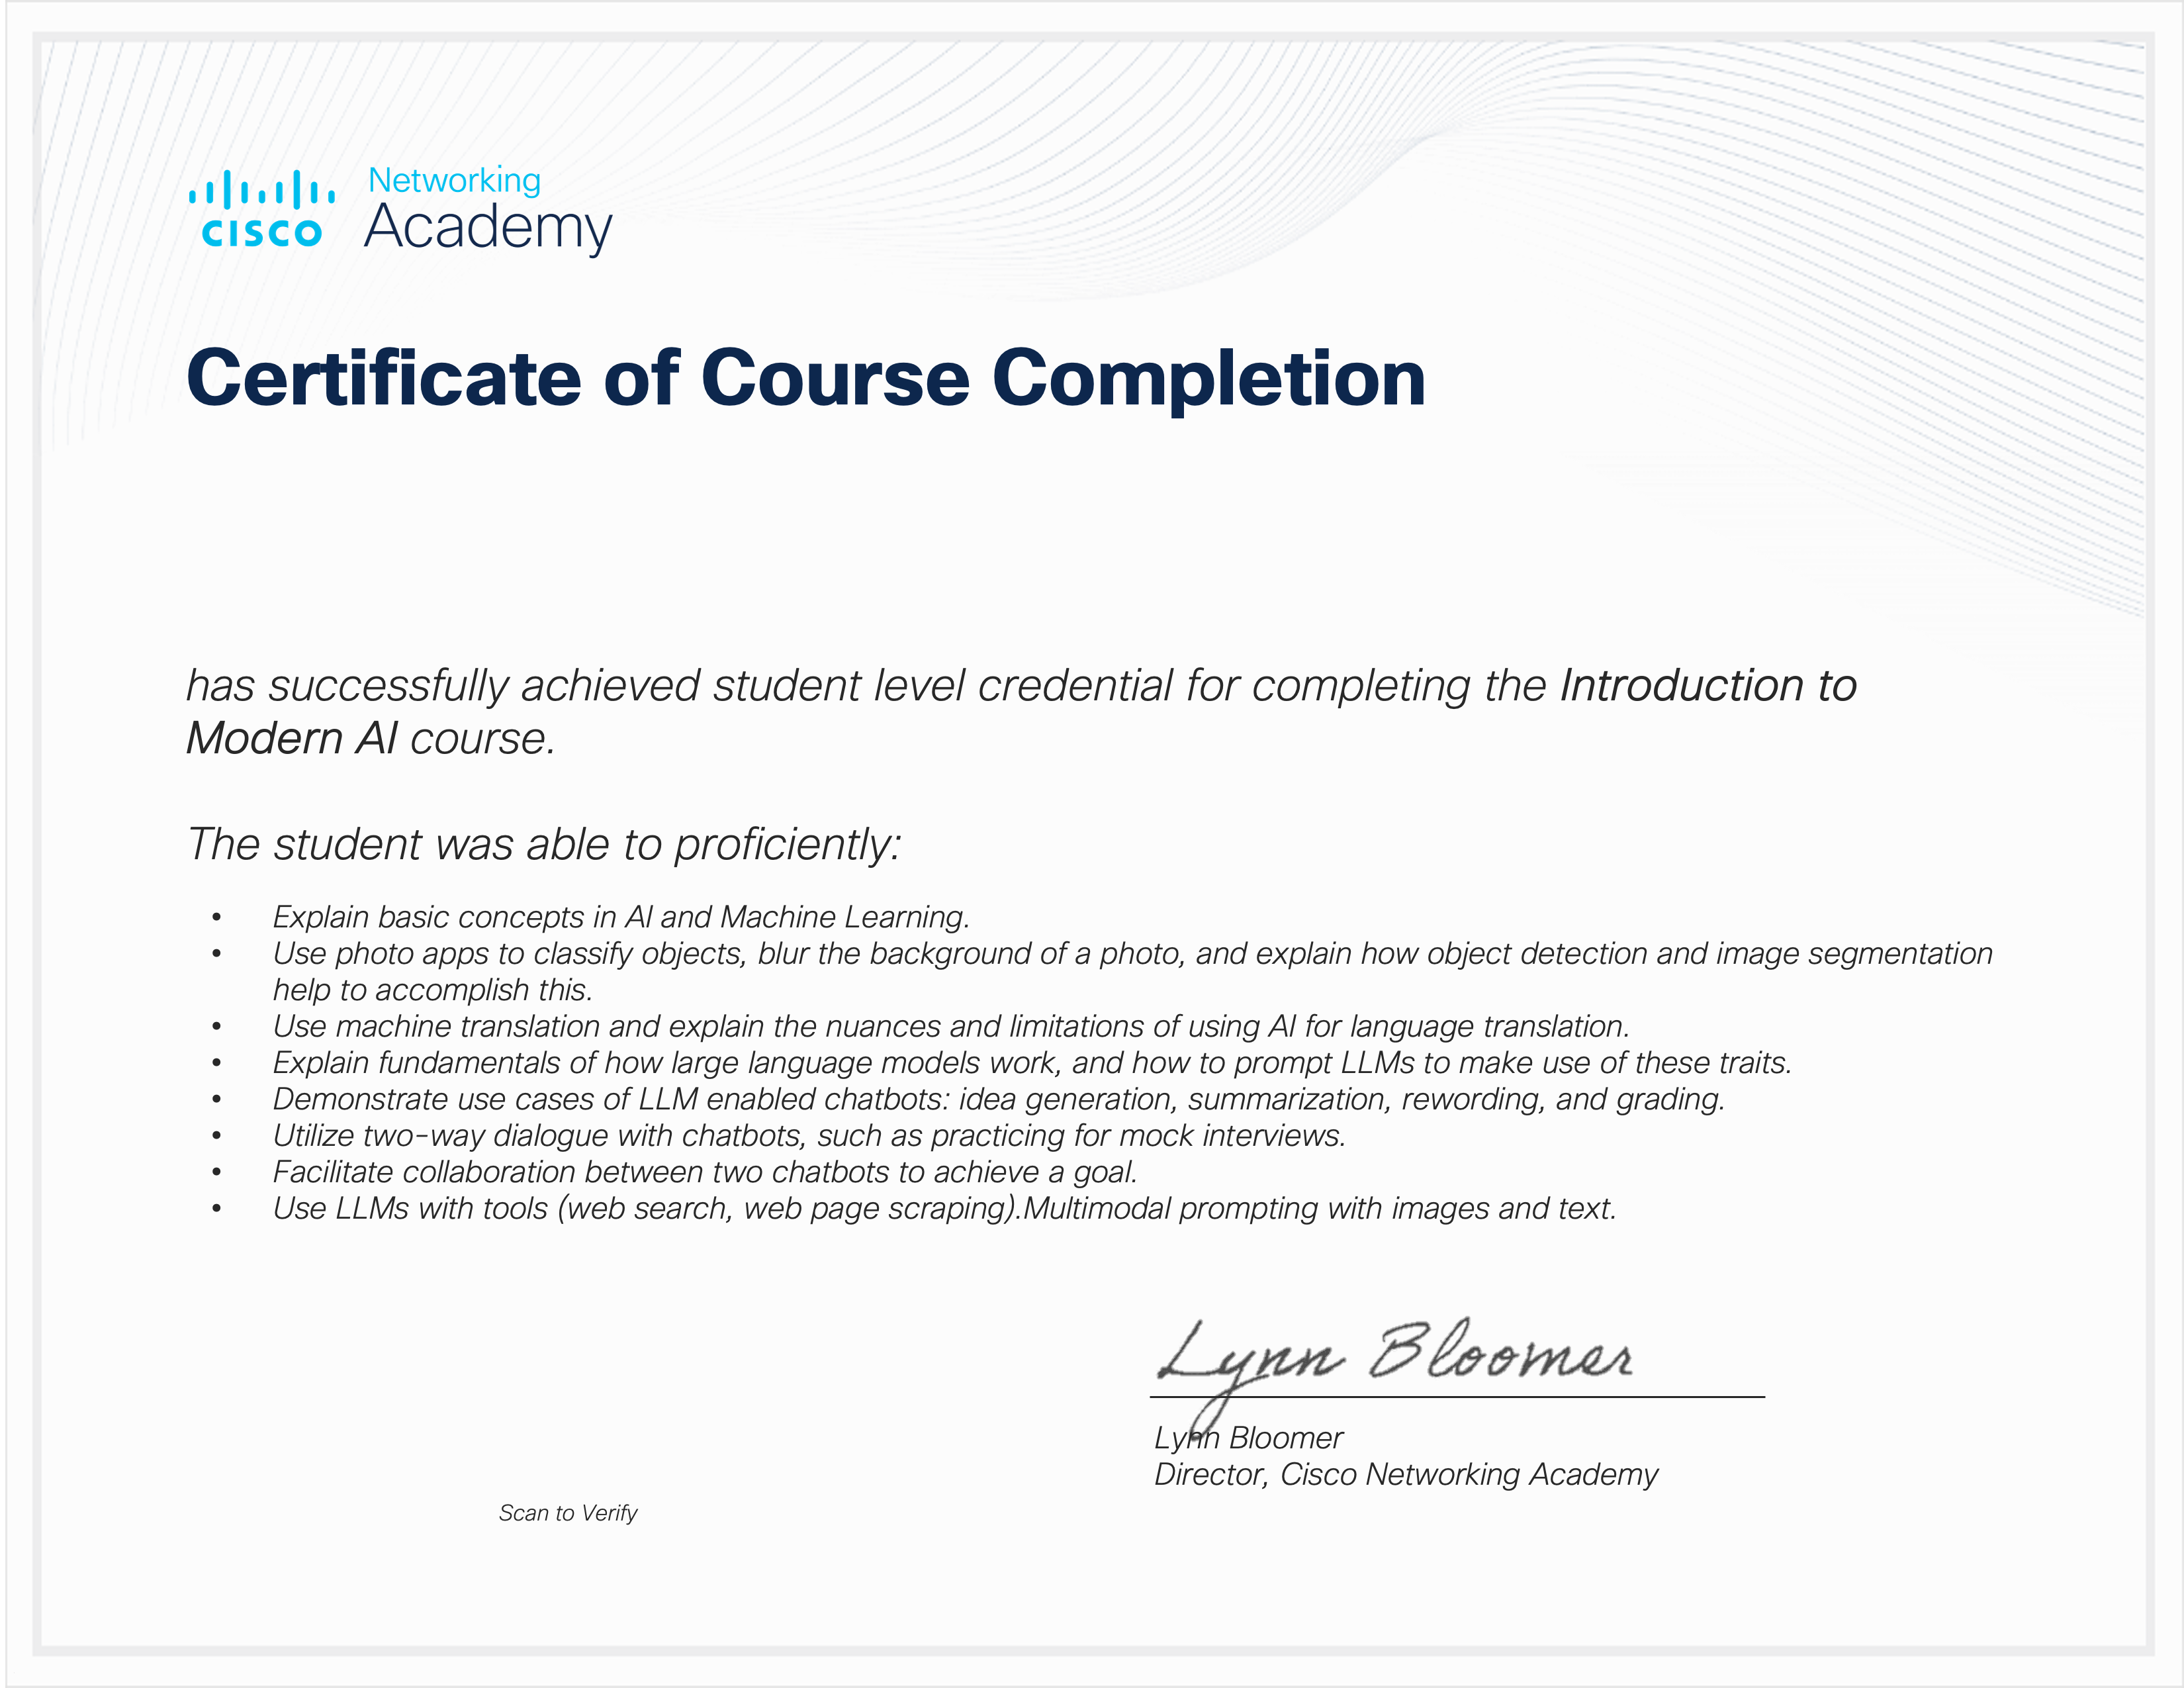 Networking
CISCO Academy
Certificate of Course Completion
has successfully achieved student level credential for completing the Introduction to
Modern AI course.
The student was able to proficiently:
• Explain basic concepts in AI and Machine Learning.
• Use photo apps to classify objects, blur the background of a photo, and explain how object detection and image segmentation
help to accomplish this.
• Use machine translation and explain the nuances and limitations of using AI for language translation.
• Explain fundamentals of how large language models work, and how to prompt LLMs to make use of these traits.
• Demonstrate use cases of LLM enabled chatbots: idea generation, summarization, rewording, and grading.
• Utilize two-way dialogue with chatbots, such as practicing for mock interviews.
• Facilitate collaboration between two chatbots to achieve a goal.
• Use LLMs with tools (web search, web page scraping).Multimodal prompting with images and text.
Lynn Bloomer
Lynn Bloomer
Director, Cisco Networking Academy
Scan to Verify